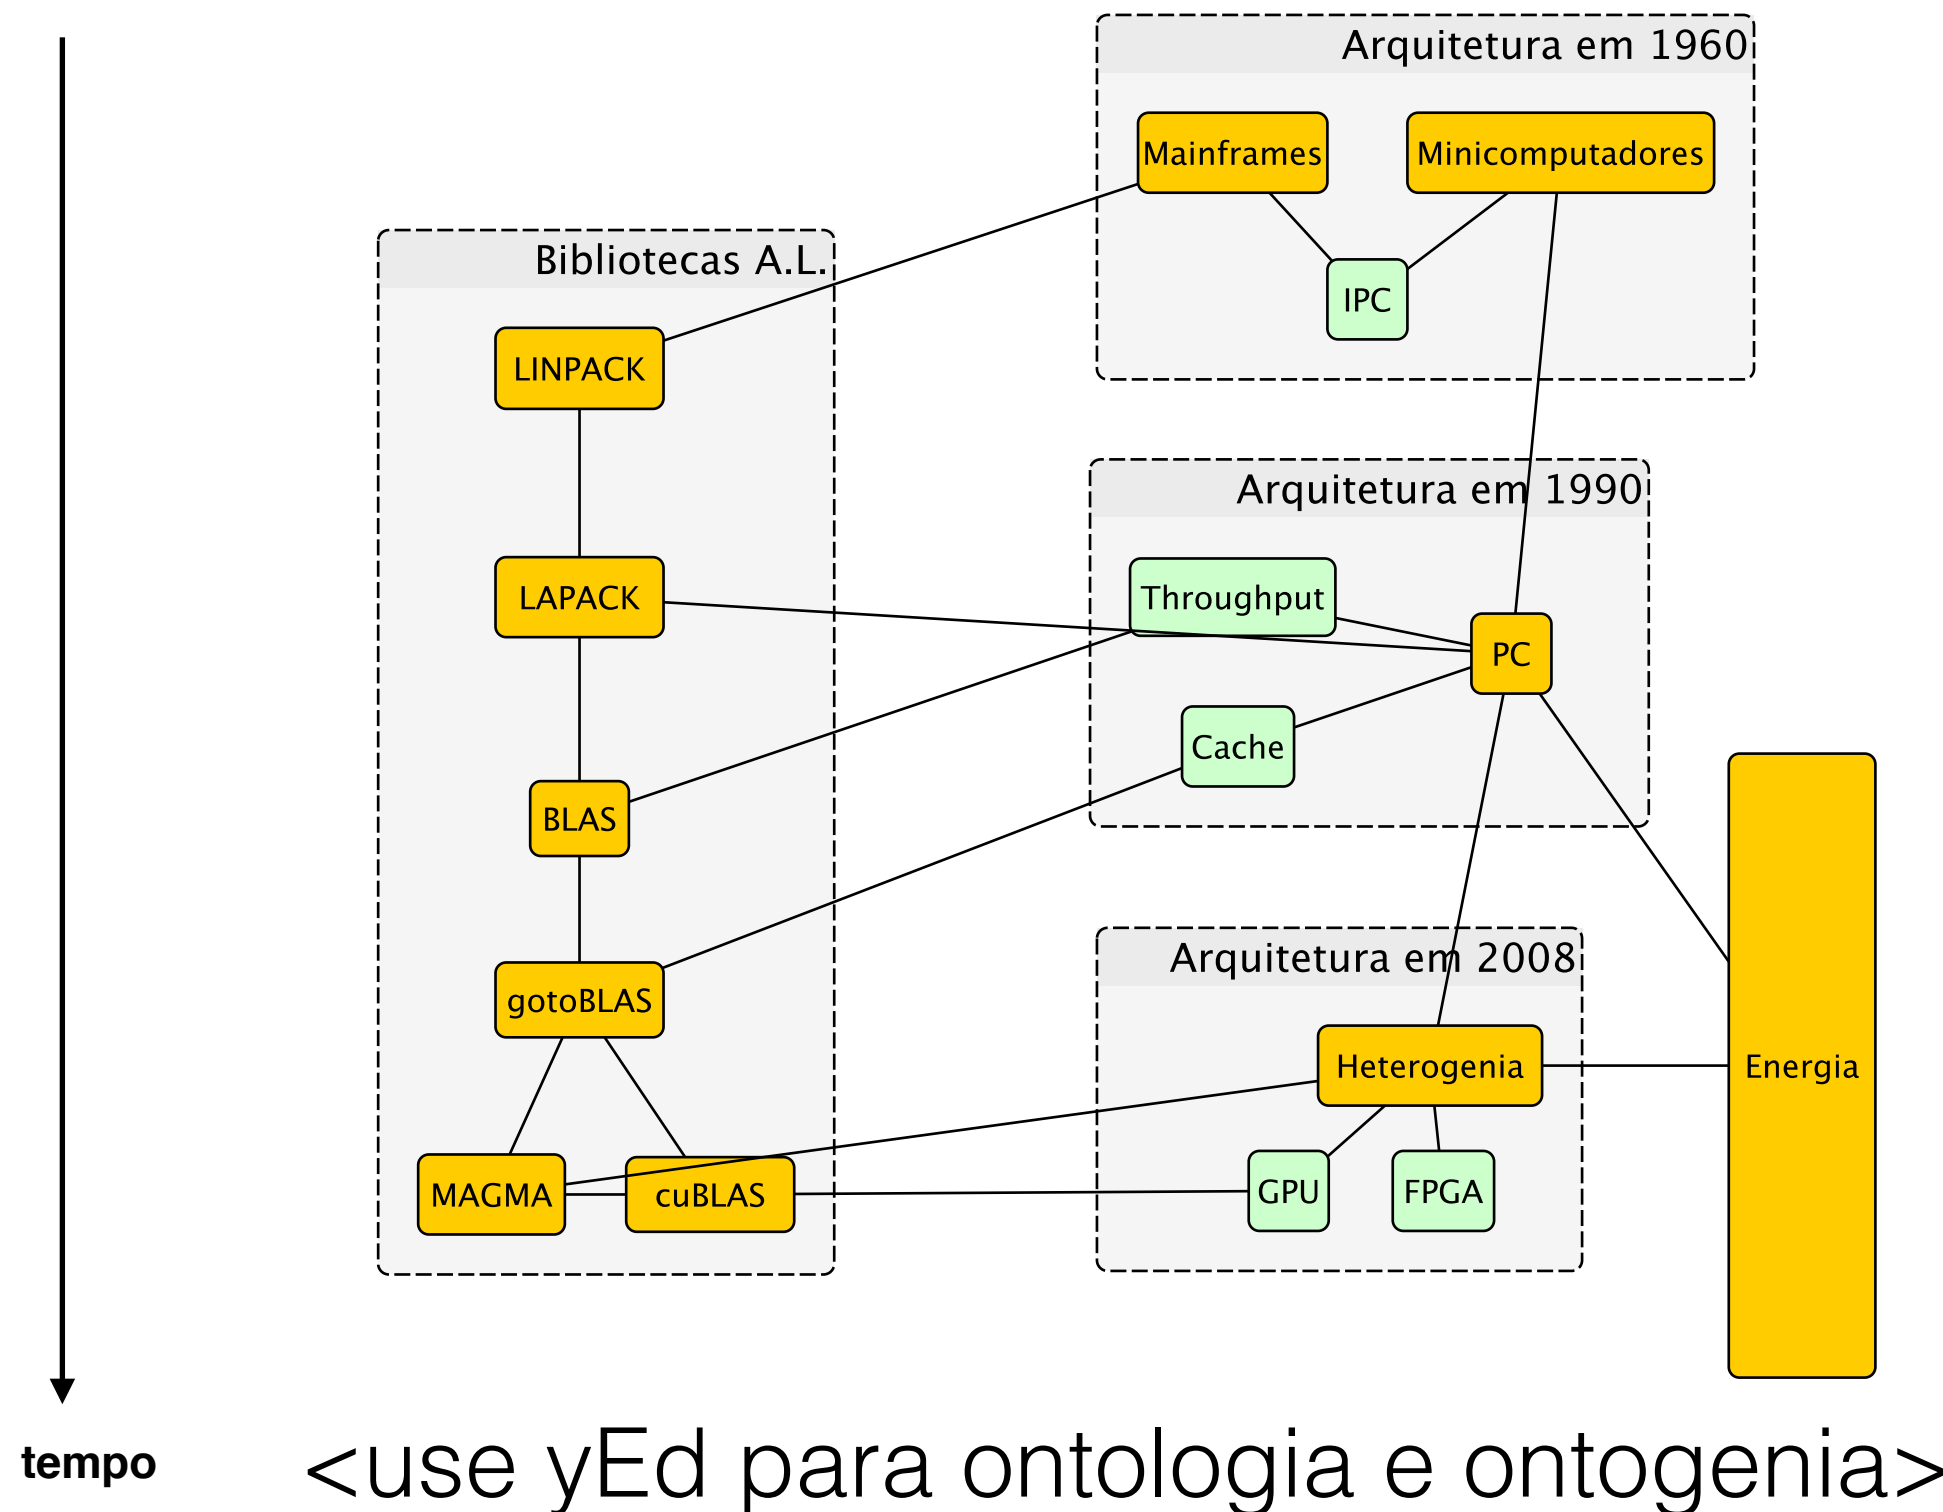 Arquitetura em 1960
Mainframes
Minicomputadores
IPC
Bibliotecas A.L.
LINPACK
LAPACK
BLAS
gotoBLAS
MAGMA
cuBLAS
Arquitetura em 1990
Throughput
PC
Cache
Arquitetura em 2008
Heterogenia
GPU
FPGA
Energia
tempo
<use yEd para ontologia e ontogenia>